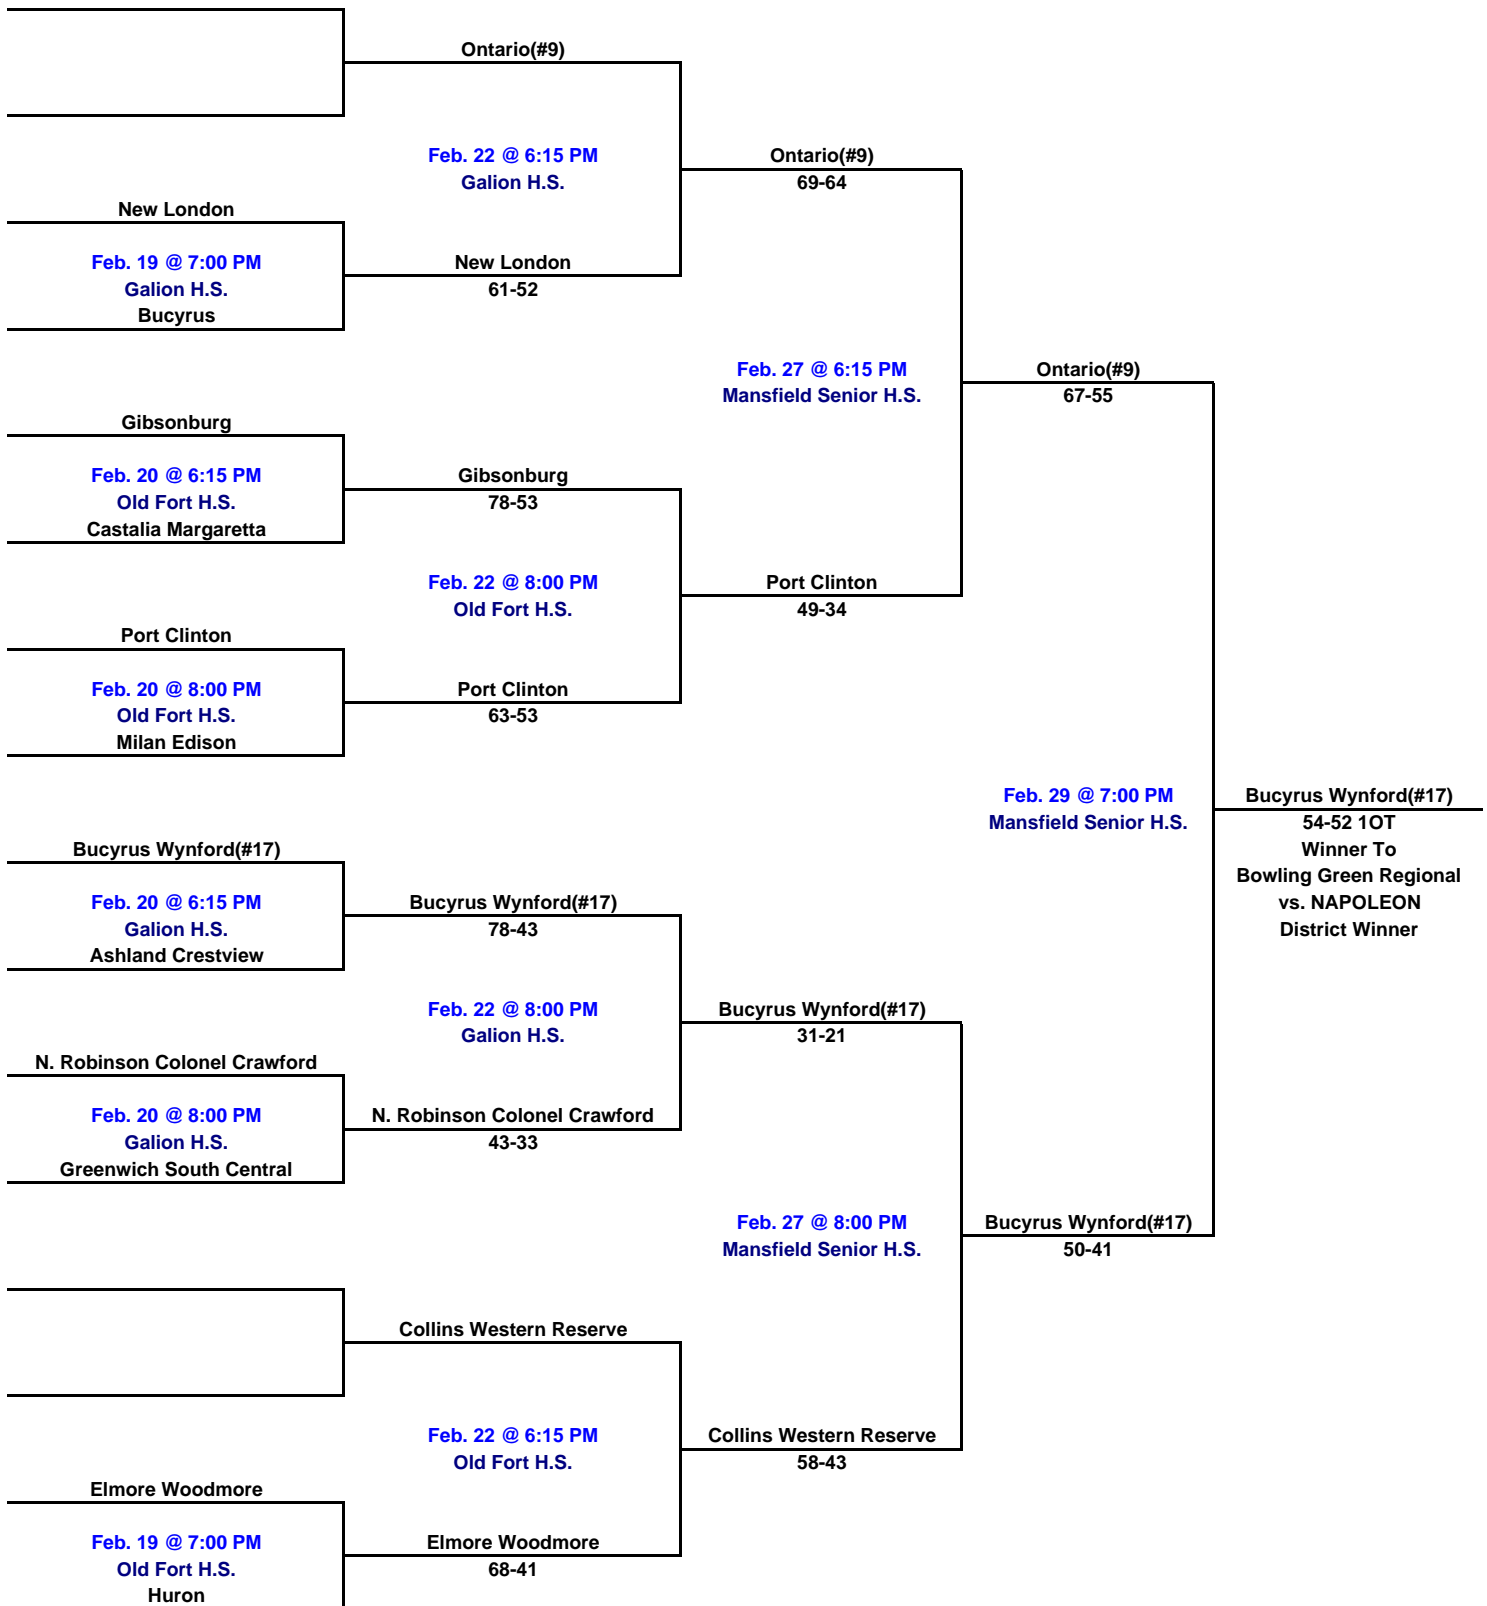 Ontario(#9)
Feb. 22 @ 6:15 PM
Galion H.S.
Ontario(#9)
69-64
New London
Feb. 19 @ 7:00 PM
Galion H.S.
Bucyrus
New London
61-52
Feb. 27 @ 6:15 PM
Mansfield Senior H.S.
Ontario(#9)
67-55
Gibsonburg
Feb. 20 @ 6:15 PM
Old Fort H.S.
Castalia Margaretta
Gibsonburg
78-53
Feb. 22 @ 8:00 PM
Old Fort H.S.
Port Clinton
49-34
Port Clinton
Feb. 20 @ 8:00 PM
Old Fort H.S.
Milan Edison
Port Clinton
63-53
Feb. 29 @ 7:00 PM
Mansfield Senior H.S.
Bucyrus Wynford(#17)
54-52 1OT
Winner To
Bowling Green Regional
vs. NAPOLEON
District Winner
Bucyrus Wynford(#17)
Feb. 20 @ 6:15 PM
Galion H.S.
Ashland Crestview
Bucyrus Wynford(#17)
78-43
Feb. 22 @ 8:00 PM
Galion H.S.
Bucyrus Wynford(#17)
31-21
N. Robinson Colonel Crawford
Feb. 20 @ 8:00 PM
Galion H.S.
Greenwich South Central
N. Robinson Colonel Crawford
43-33
Feb. 27 @ 8:00 PM
Mansfield Senior H.S.
Bucyrus Wynford(#17)
50-41
Collins Western Reserve
Feb. 22 @ 6:15 PM
Old Fort H.S.
Collins Western Reserve
58-43
Elmore Woodmore
Feb. 19 @ 7:00 PM
Old Fort H.S.
Huron
Elmore Woodmore
68-41